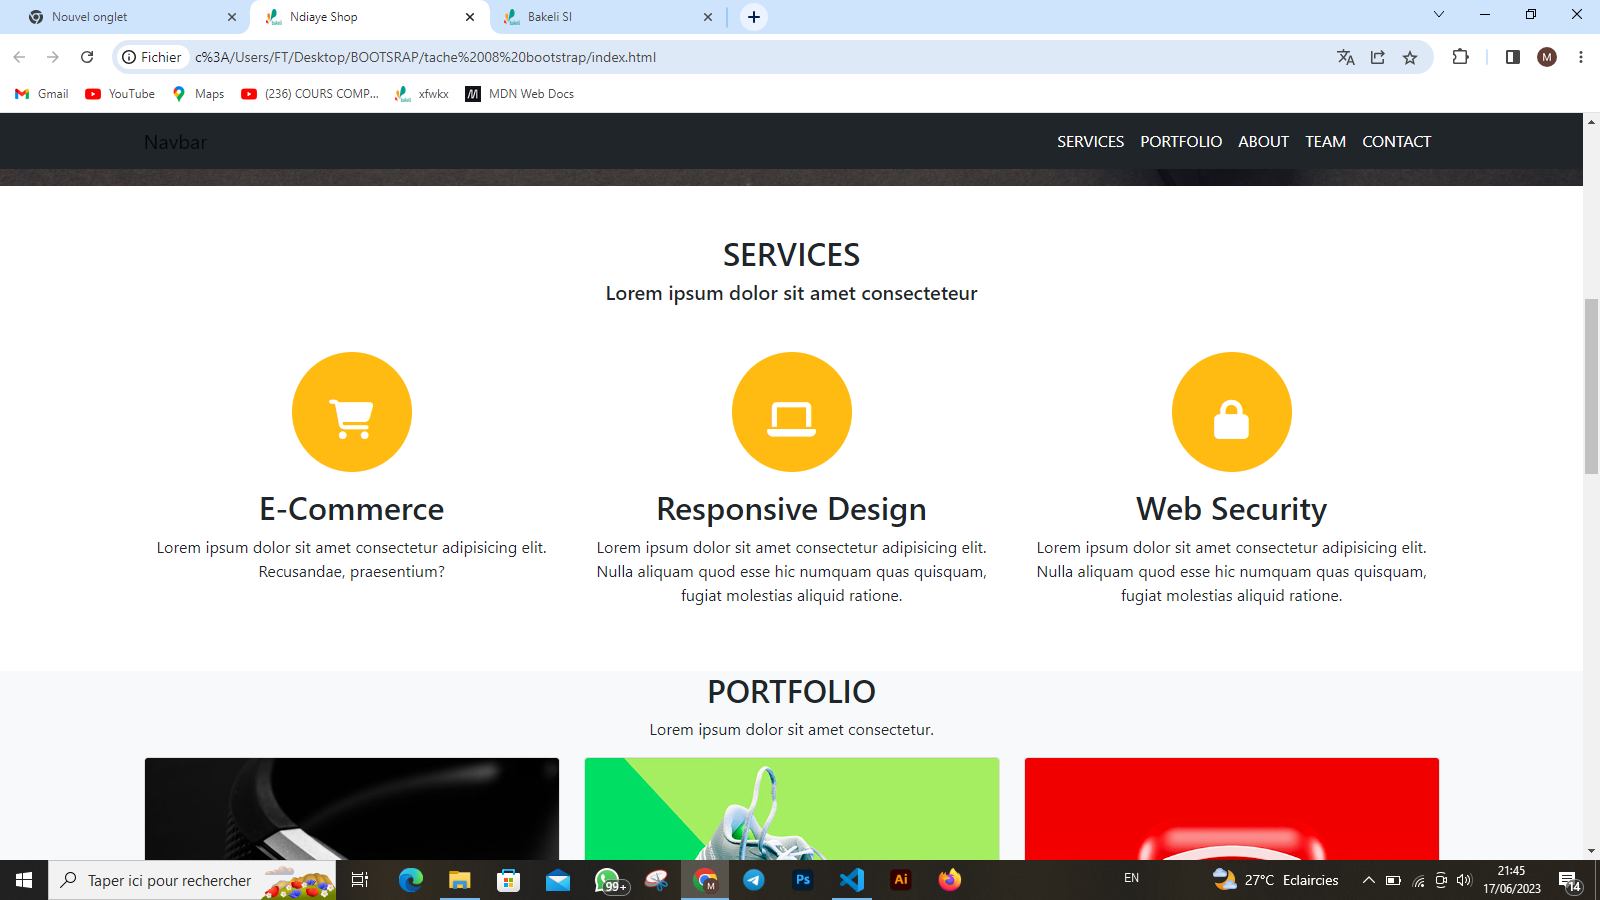 Nouvel onglet
Ndiaye Shop
Bakeli SI
Fichier
c%3A/Users/FT/Desktop/BOOTSRAP/tache%2008%20bootstrap/index.html
M
Gmail
YouTube
Maps
(236) COURS COMP...
xfwkx
MDN Web Docs
Navbar
SERVICES PORTFOLIO ABOUT TEAM CONTACT
SERVICES
Lorem ipsum dolor sit amet consecteteur
E-Commerce
Lorem ipsum dolor sit amet consectetur adipisicing elit.
Recusandae, praesentium?
Responsive Design
Lorem ipsum dolor sit amet consectetur adipisicing elit.
Nulla aliquam quod esse hic numquam quas quisquam,
fugiat molestias aliquid ratione.
Web Security
Lorem ipsum dolor sit amet consectetur adipisicing elit.
Nulla aliquam quod esse hic numquam quas quisquam,
fugiat molestias aliquid ratione.
PORTFOLIO
Lorem ipsum dolor sit amet consectetur.
Taper ici pour rechercher
99+
M
Ps
Ai
EN
27°C Eclaircies
21:45
17/06/2023
14